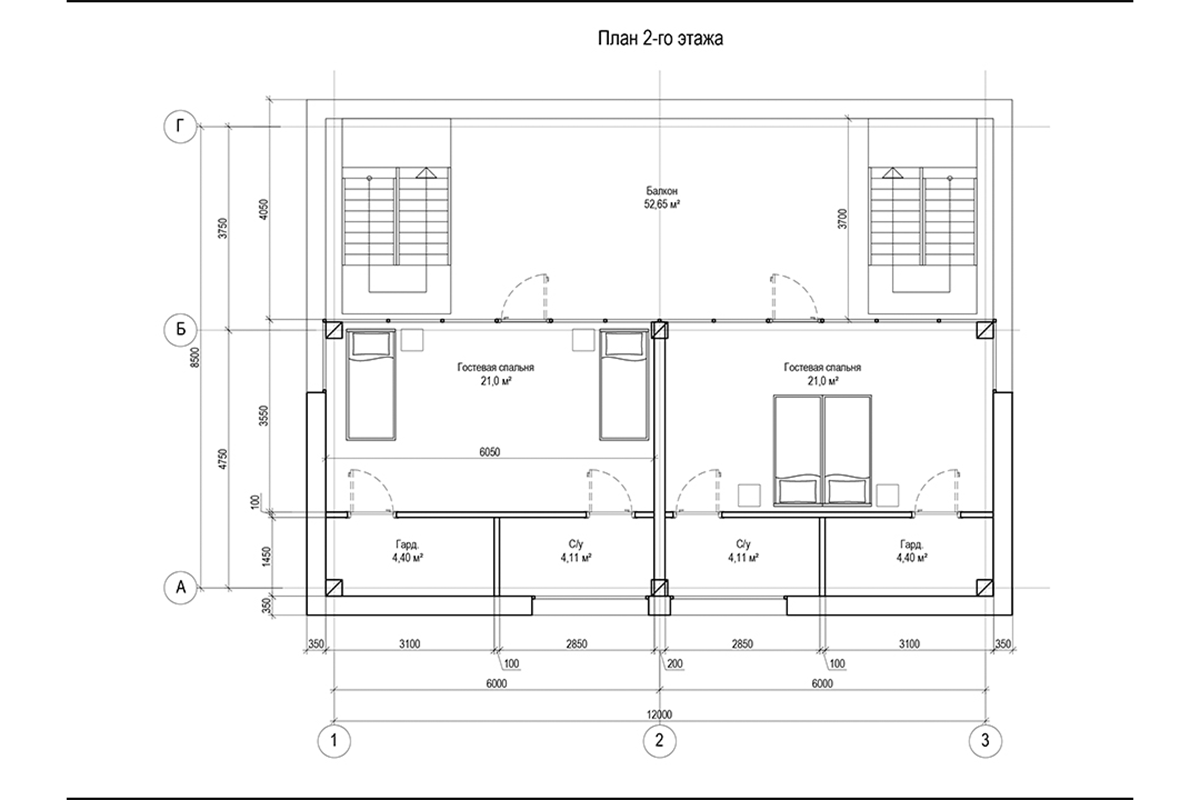 План 2-го этажа
Г
Б
А
4050
3750
8500
3550
4750
100
1450
350
Балкон
52,65 м²
3700
Гостевая спальня
21,0 м²
Гостевая спальня
21,0 м²
6050
Гард.
4,40 м²
С/у
4,11 м²
С/у
4,11 м²
Гард.
4,40 м²
350
3100
2850
2850
3100
350
100
200
100
6000
6000
12000
1
2
3